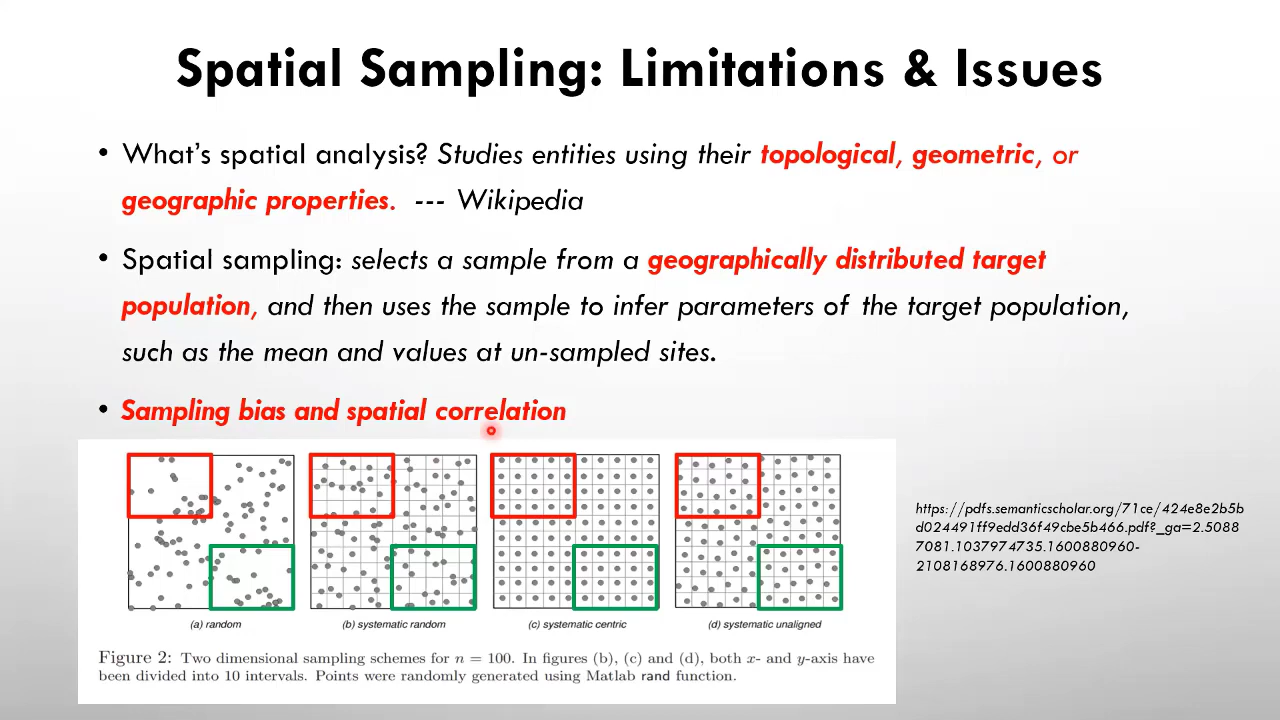 Spatial Sampling: Limitations & Issues
• What's spatial analysis? Studies entities using their topological, geometric, or
geographic properties. --- Wikipedia
• Spatial sampling: selects a sample from a geographically distributed target
population, and then uses the sample to infer parameters of the target population,
such as the mean and values at un-sampled sites.
• Sampling bias and spatial correlation
(a) random
(b) systematic random
(c) systematic centric
(d) systematic unaligned
Figure 2: Two dimensional sampling schemes for n = 100. In figures (b), (c) and (d), both x- and y-axis have
been divided into 10 intervals. Points were randomly generated using Matlab rand function.
https://pdfs.semanticscholar.org/71ce/424e8e2b5b
d024491ff9edd36f49cbe5b466.pdf?_ga=2.5088
7081.1037974735.1600880960-
2108168976.1600880960